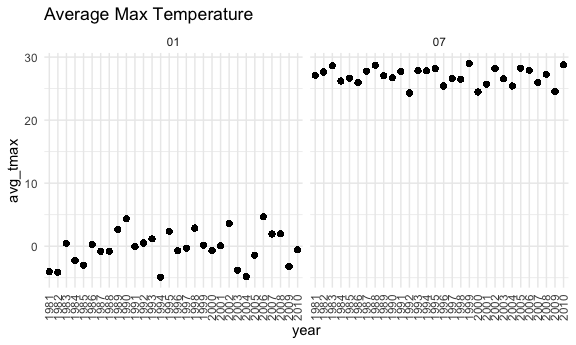 Average Max Temperature
01 07
30
20
10
0
avg_tmax
1981 1982 1983 1984 1985 1986 1987 1988 1989 1990 1991 1992 1993 1994 1995 1996 1997 1998 1999 2000 2001 2002 2003 2004 2005 2006 2007 2008 2009 2010 1981 1982 1983 1984 1985 1986 1987 1988 1989 1990 1991 1992 1993 1994 1995 1996 1997 1998 1999 2000 2001 2002 2003 2004 2005 2006 2007 2008 2009 2010
year